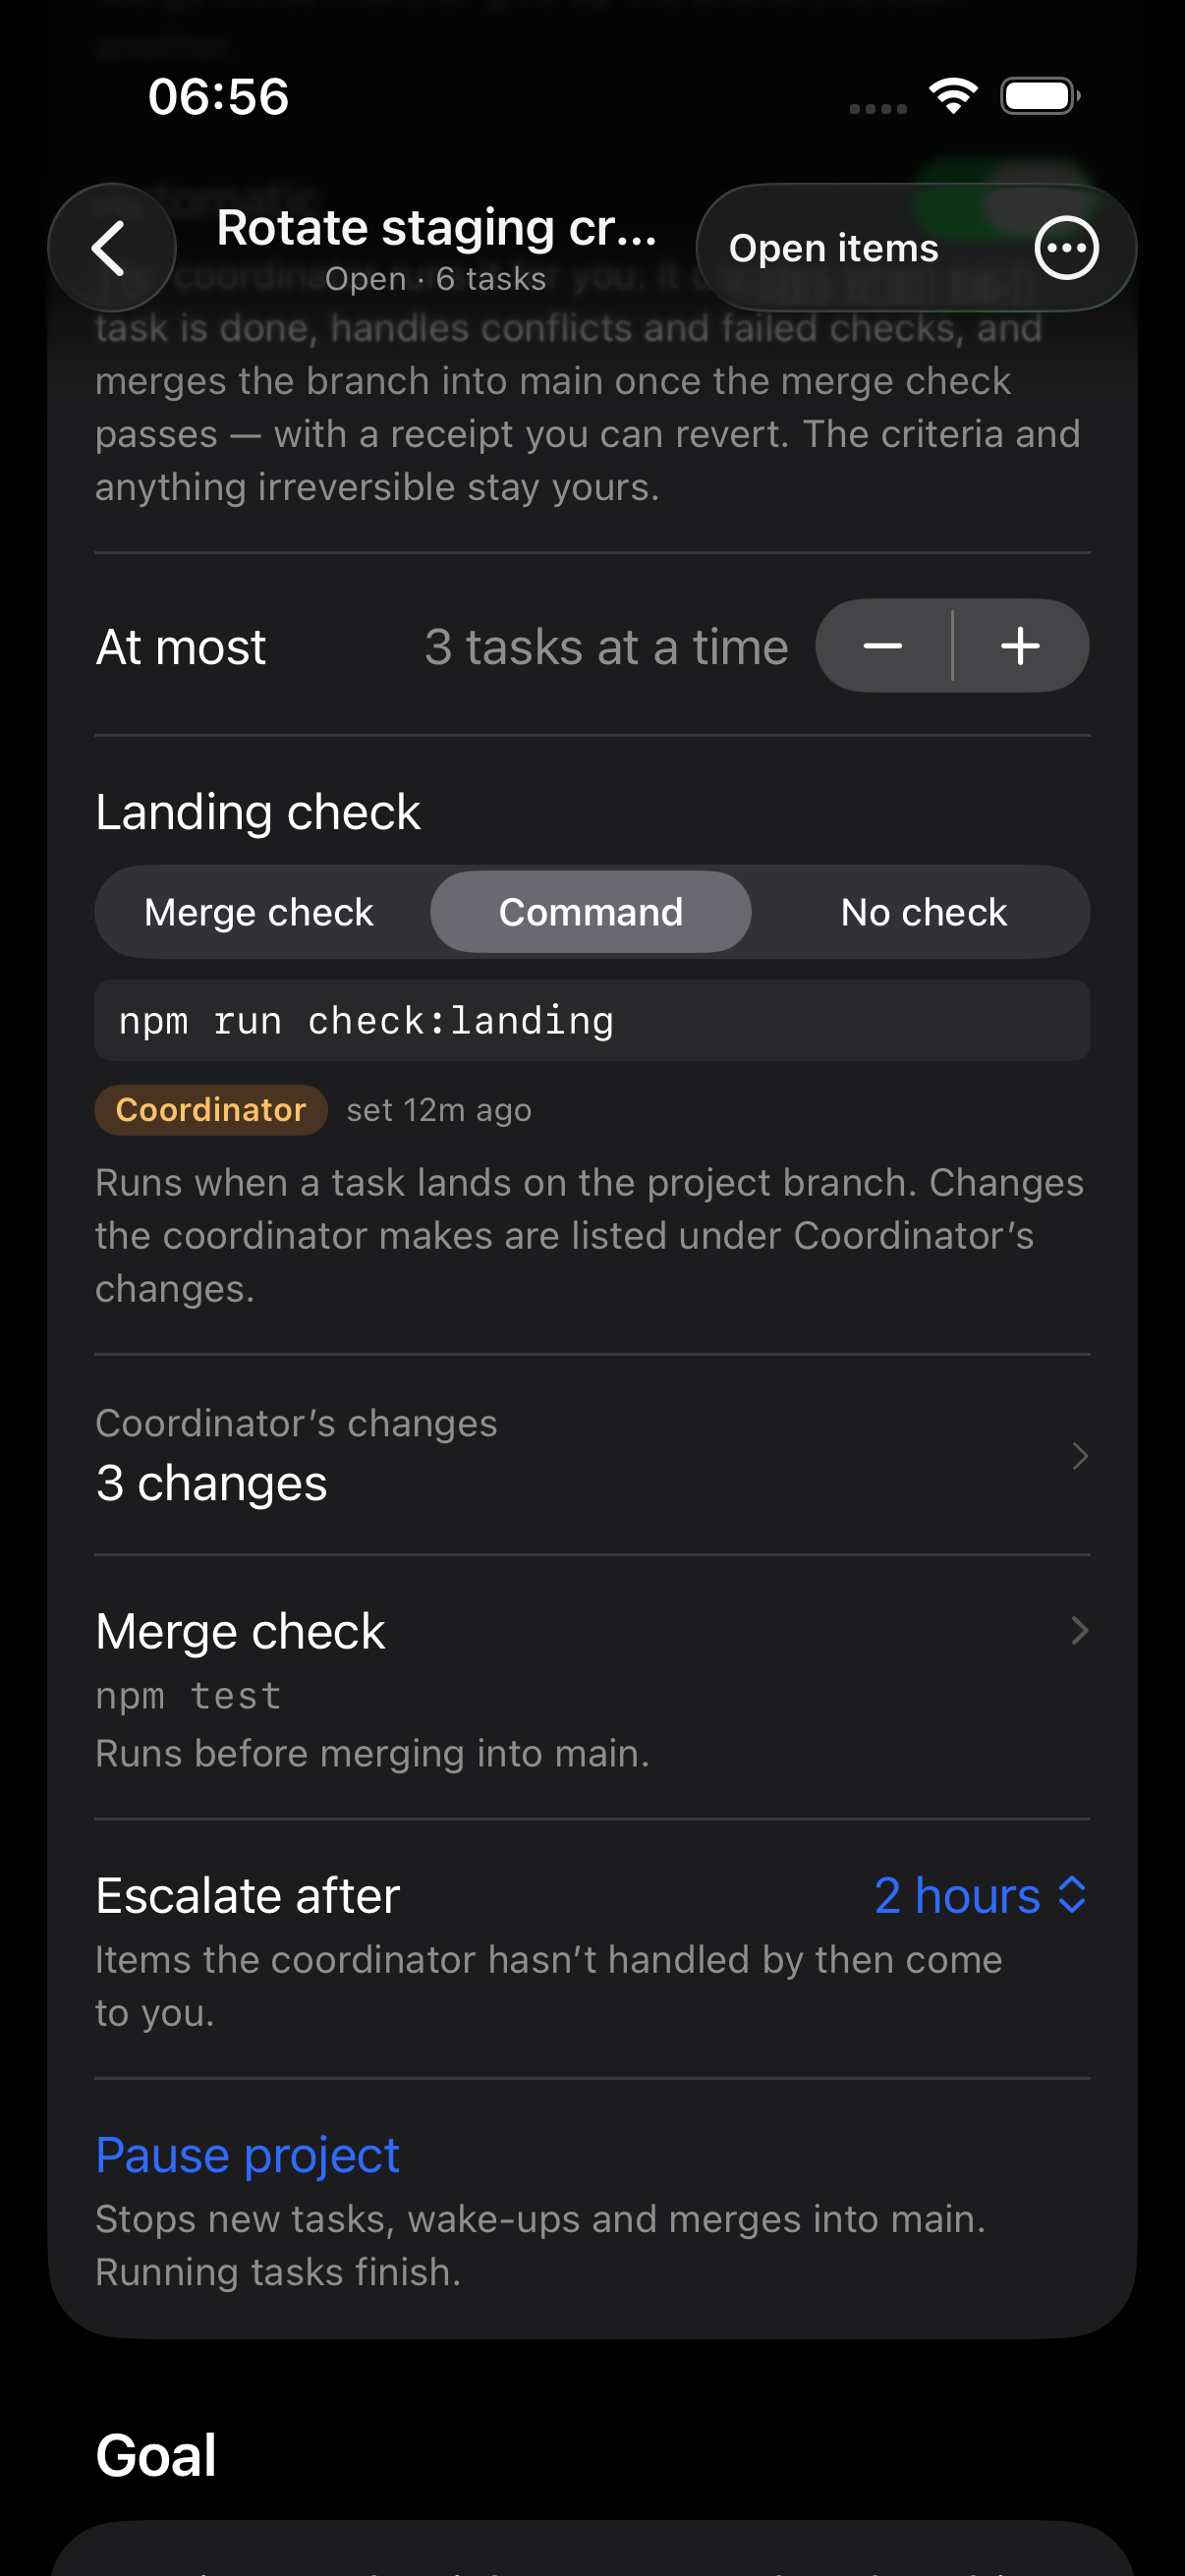 06:56
Rotate staging cr...
Open · 6 tasks
Open items
task is done, handles conflicts and failed checks, and
merges the branch into main once the merge check
passes — with a receipt you can revert. The criteria and
anything irreversible stay yours.
At most
3 tasks at a time
Landing check
Merge check
Command
No check
npm run check:landing
Coordinator
set 12m ago
Runs when a task lands on the project branch. Changes
the coordinator makes are listed under Coordinator’s
changes.
Coordinator’s changes
3 changes
Merge check
npm test
Runs before merging into main.
Escalate after
2 hours
Items the coordinator hasn’t handled by then come
to you.
Pause project
Stops new tasks, wake-ups and merges into main.
Running tasks finish.
Goal